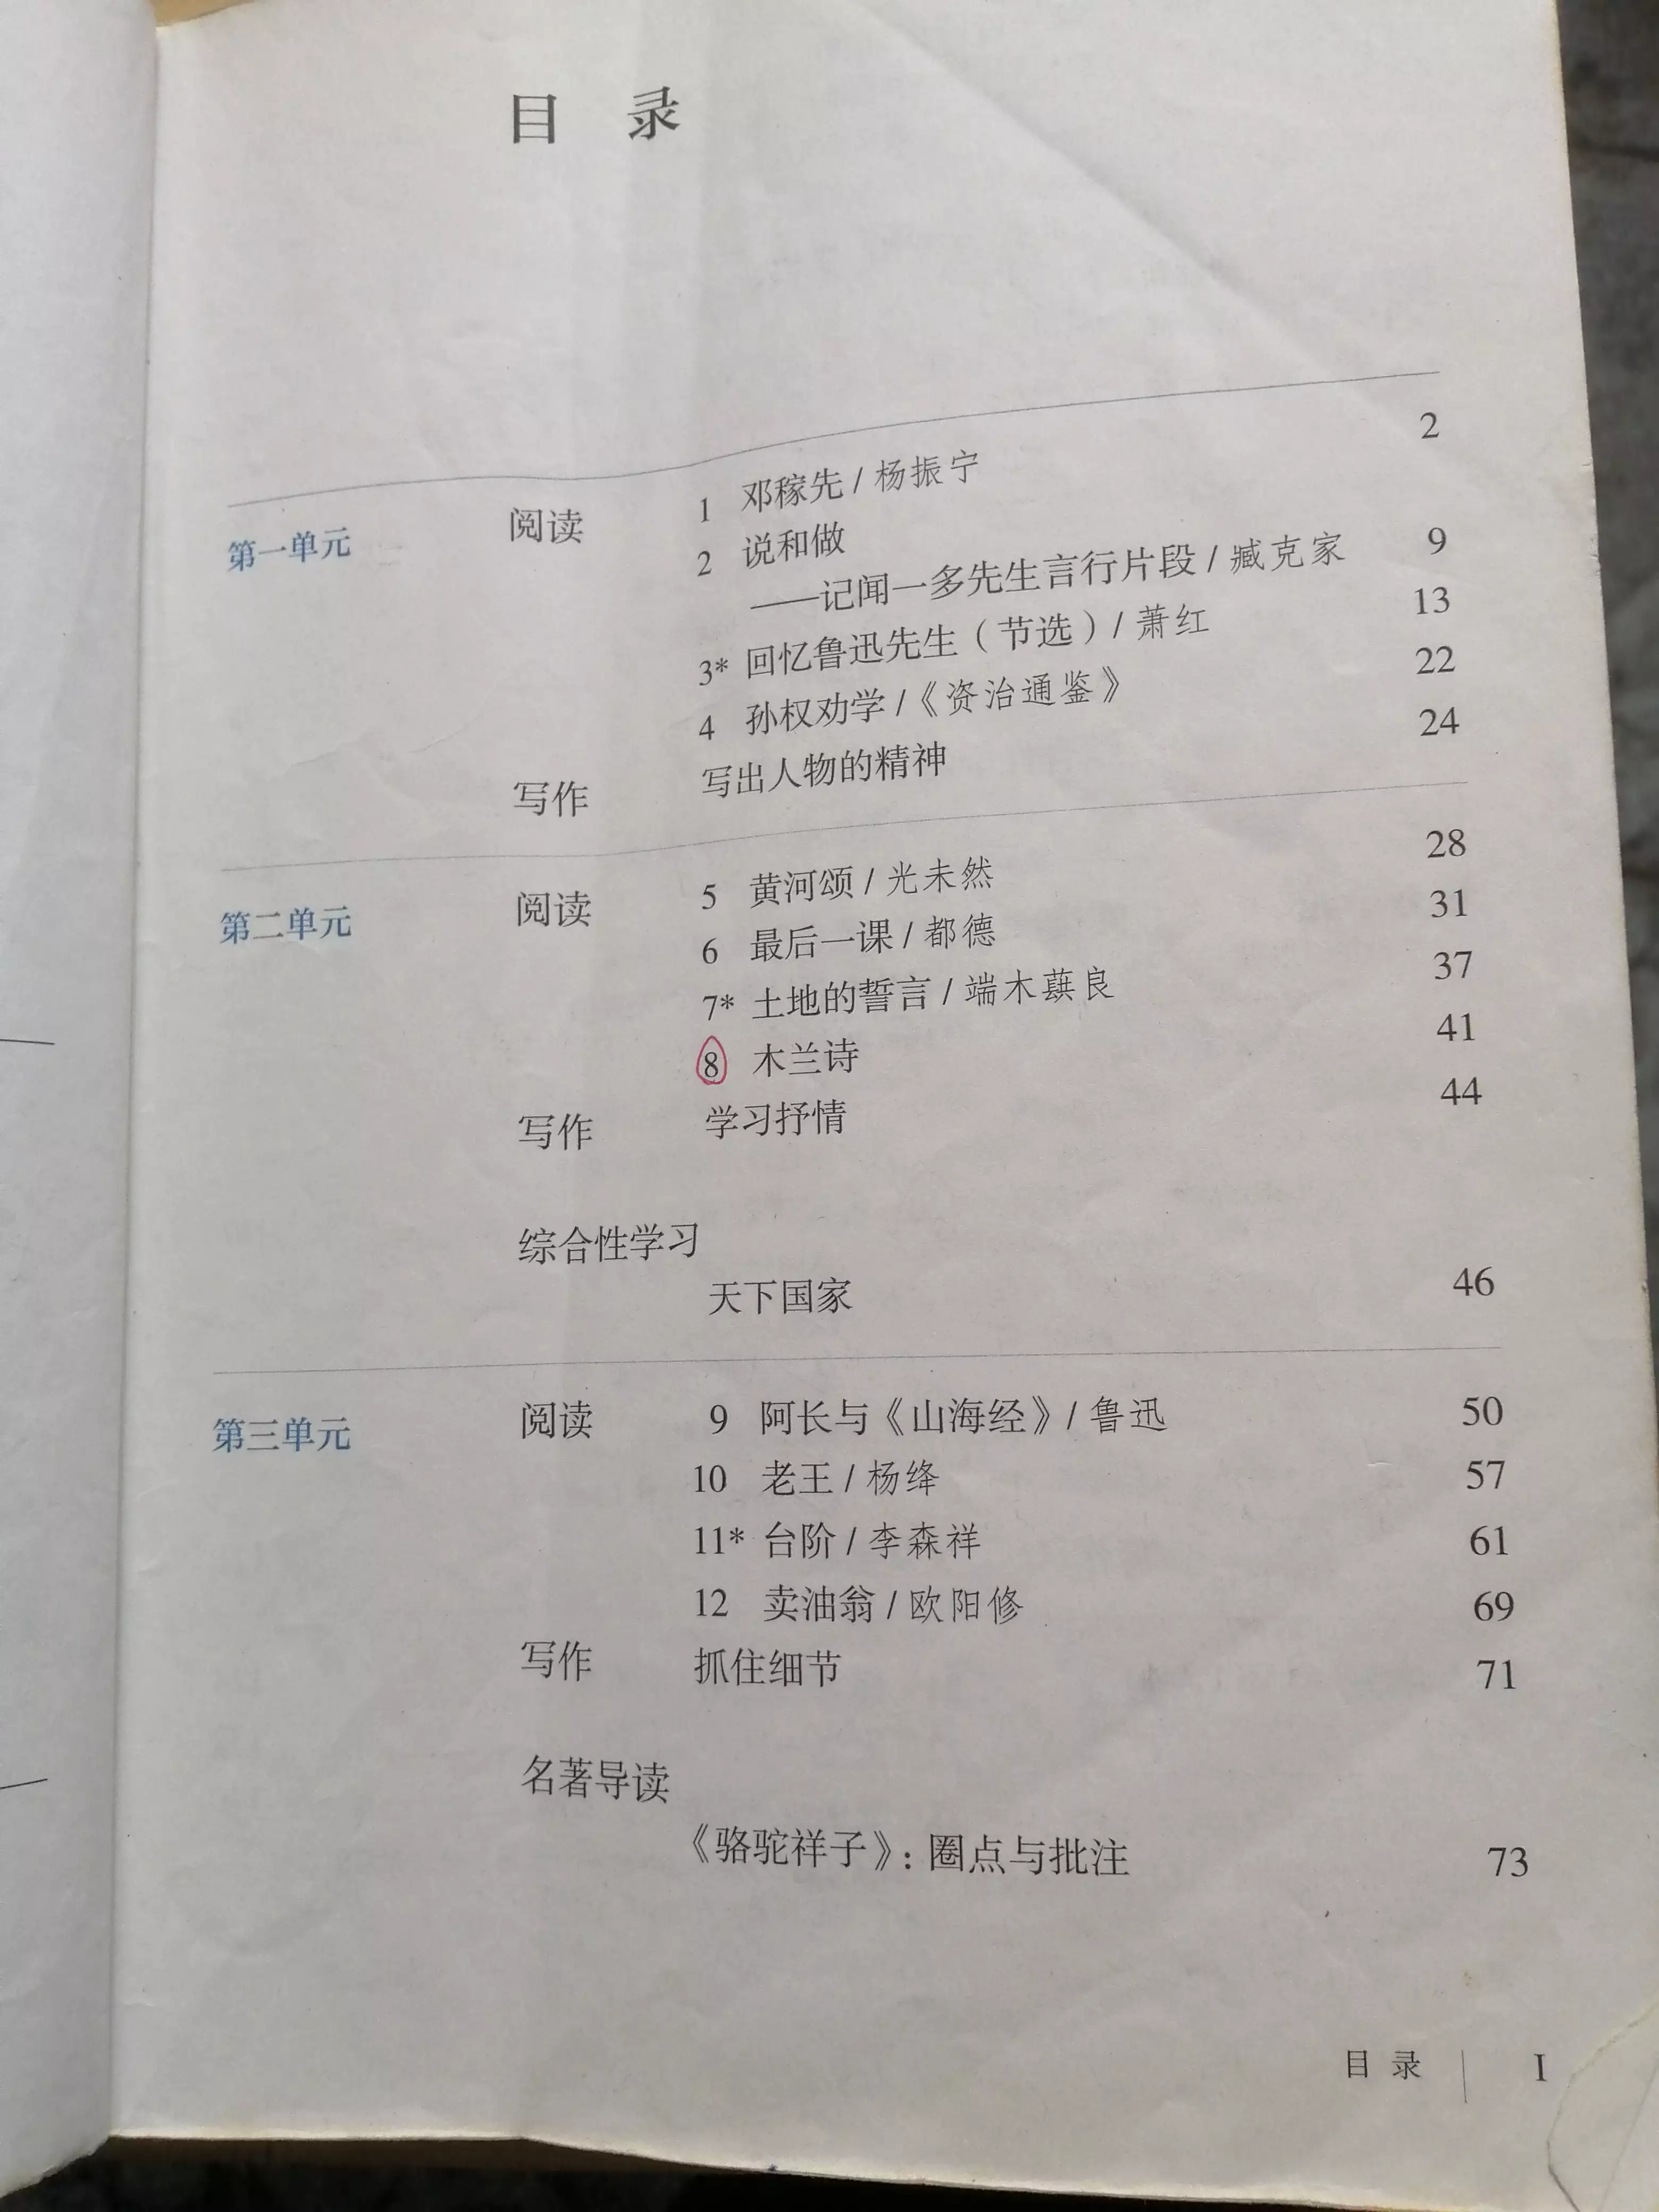 目 录
第一单元 阅读 1 邓稼先 / 杨振宁 2
2 说和做
——记闻一多先生言行片段 / 臧克家 9
3* 回忆鲁迅先生（节选）/ 萧红 13
4 孙权劝学 /《资治通鉴》 22
写作 写出人物的精神 24
第二单元 阅读 5 黄河颂 / 光未然 28
6 最后一课 / 都德 31
7* 土地的誓言 / 端木蕻良 37
8 木兰诗 41
写作 学习抒情 44
综合性学习
天下国家 46
第三单元 阅读 9 阿长与《山海经》/ 鲁迅 50
10 老王 / 杨绛 57
11* 台阶 / 李森祥 61
12 卖油翁 / 欧阳修 69
写作 抓住细节 71
名著导读
《骆驼祥子》：圈点与批注 73
目 录 I